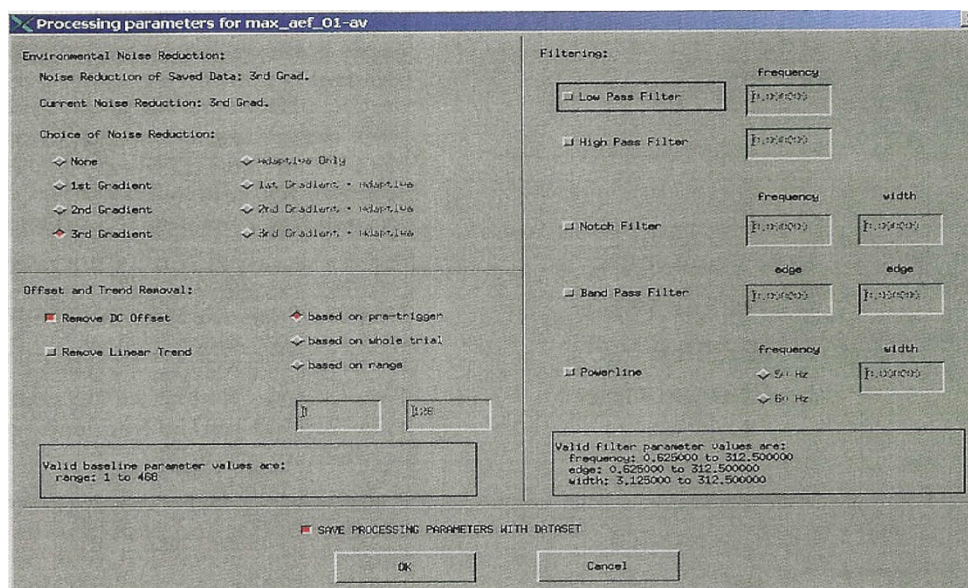 Processing parameters for max_aef_01-av
Environmental Noise Reduction:
Noise Reduction of Saved Data: 3rd Grad.
Current Noise Reduction: 3rd Grad.
Choice of Noise Reduction:
None
Adaptive Only
1st Gradient
1st Gradient + Adaptive
2nd Gradient
2nd Gradient + Adaptive
3rd Gradient
3rd Gradient + Adaptive
Offset and Trend Removal:
Remove DC Offset
based on pre-trigger
Remove Linear Trend
based on whole trial
based on range
Valid baseline parameter values are:
range: 1 to 468
Filtering:
frequency
Low Pass Filter
High Pass Filter
frequency width
Notch Filter
edge edge
Band Pass Filter
frequency width
Powerline
50 Hz
60 Hz
Valid filter parameter values are:
frequency: 0.625000 to 312.500000
edge: 0.625000 to 312.500000
width: 3.125000 to 312.500000
SAVE PROCESSING PARAMETERS WITH DATASET
OK Cancel